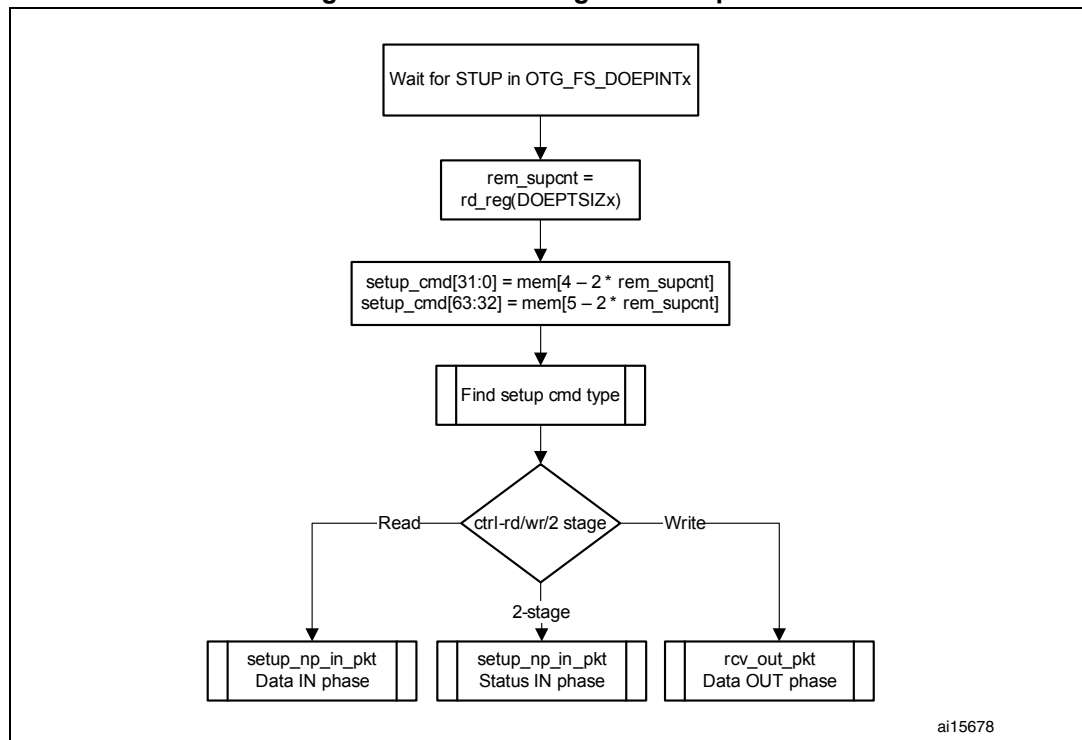 Wait for STUP in OTG_FS_DOEPINTx
rem_supcnt =
rd_reg(DOEPTSIZx)
setup_cmd[31:0] = mem[4 – 2 * rem_supcnt]
setup_cmd[63:32] = mem[5 – 2 * rem_supcnt]
Find setup cmd type
Read
ctrl-rd/wr/2 stage
Write
2-stage
setup_np_in_pkt
Data IN phase
setup_np_in_pkt
Status IN phase
rcv_out_pkt
Data OUT phase
ai15678